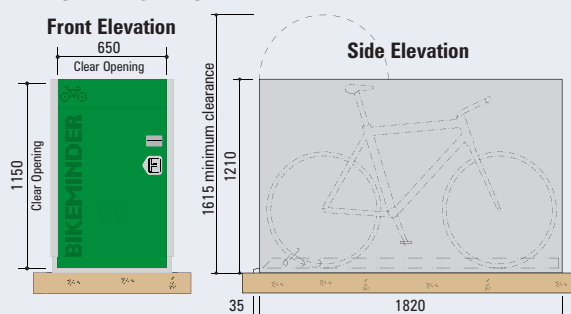 Front Elevation
650
Clear Opening
1150
Clear Opening
BIKEMINDER
Side Elevation
1615 minimum clearance
1210
35
1820